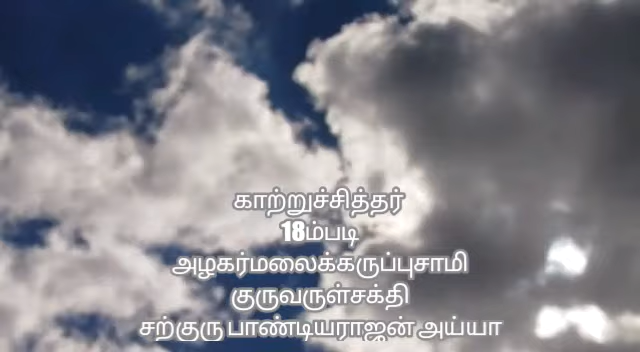 காற்றுச்சித்தர்
18ம்படி
அழகர்மலைக்கருப்புசாமி
குருவருள்சக்தி
சற்குரு பாண்டியராஜன் அய்யா